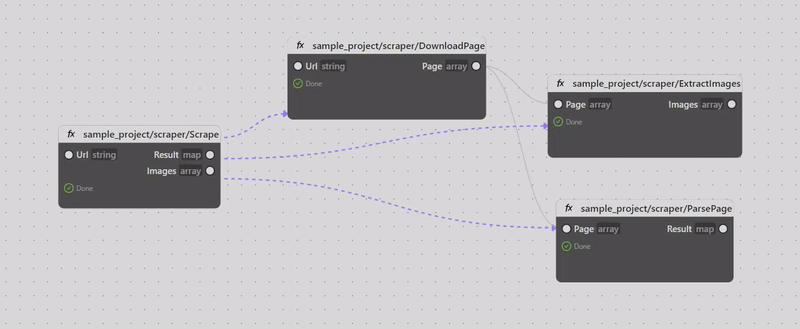 fx sample_project/scraper/DownloadPage
Url string Page array
Done
fx sample_project/scraper/ExtractImages
Page array Images array
Done
fx sample_project/scraper/Scrape
Url string Result map
Images array
Done
fx sample_project/scraper/ParsePage
Page array Result map
Done